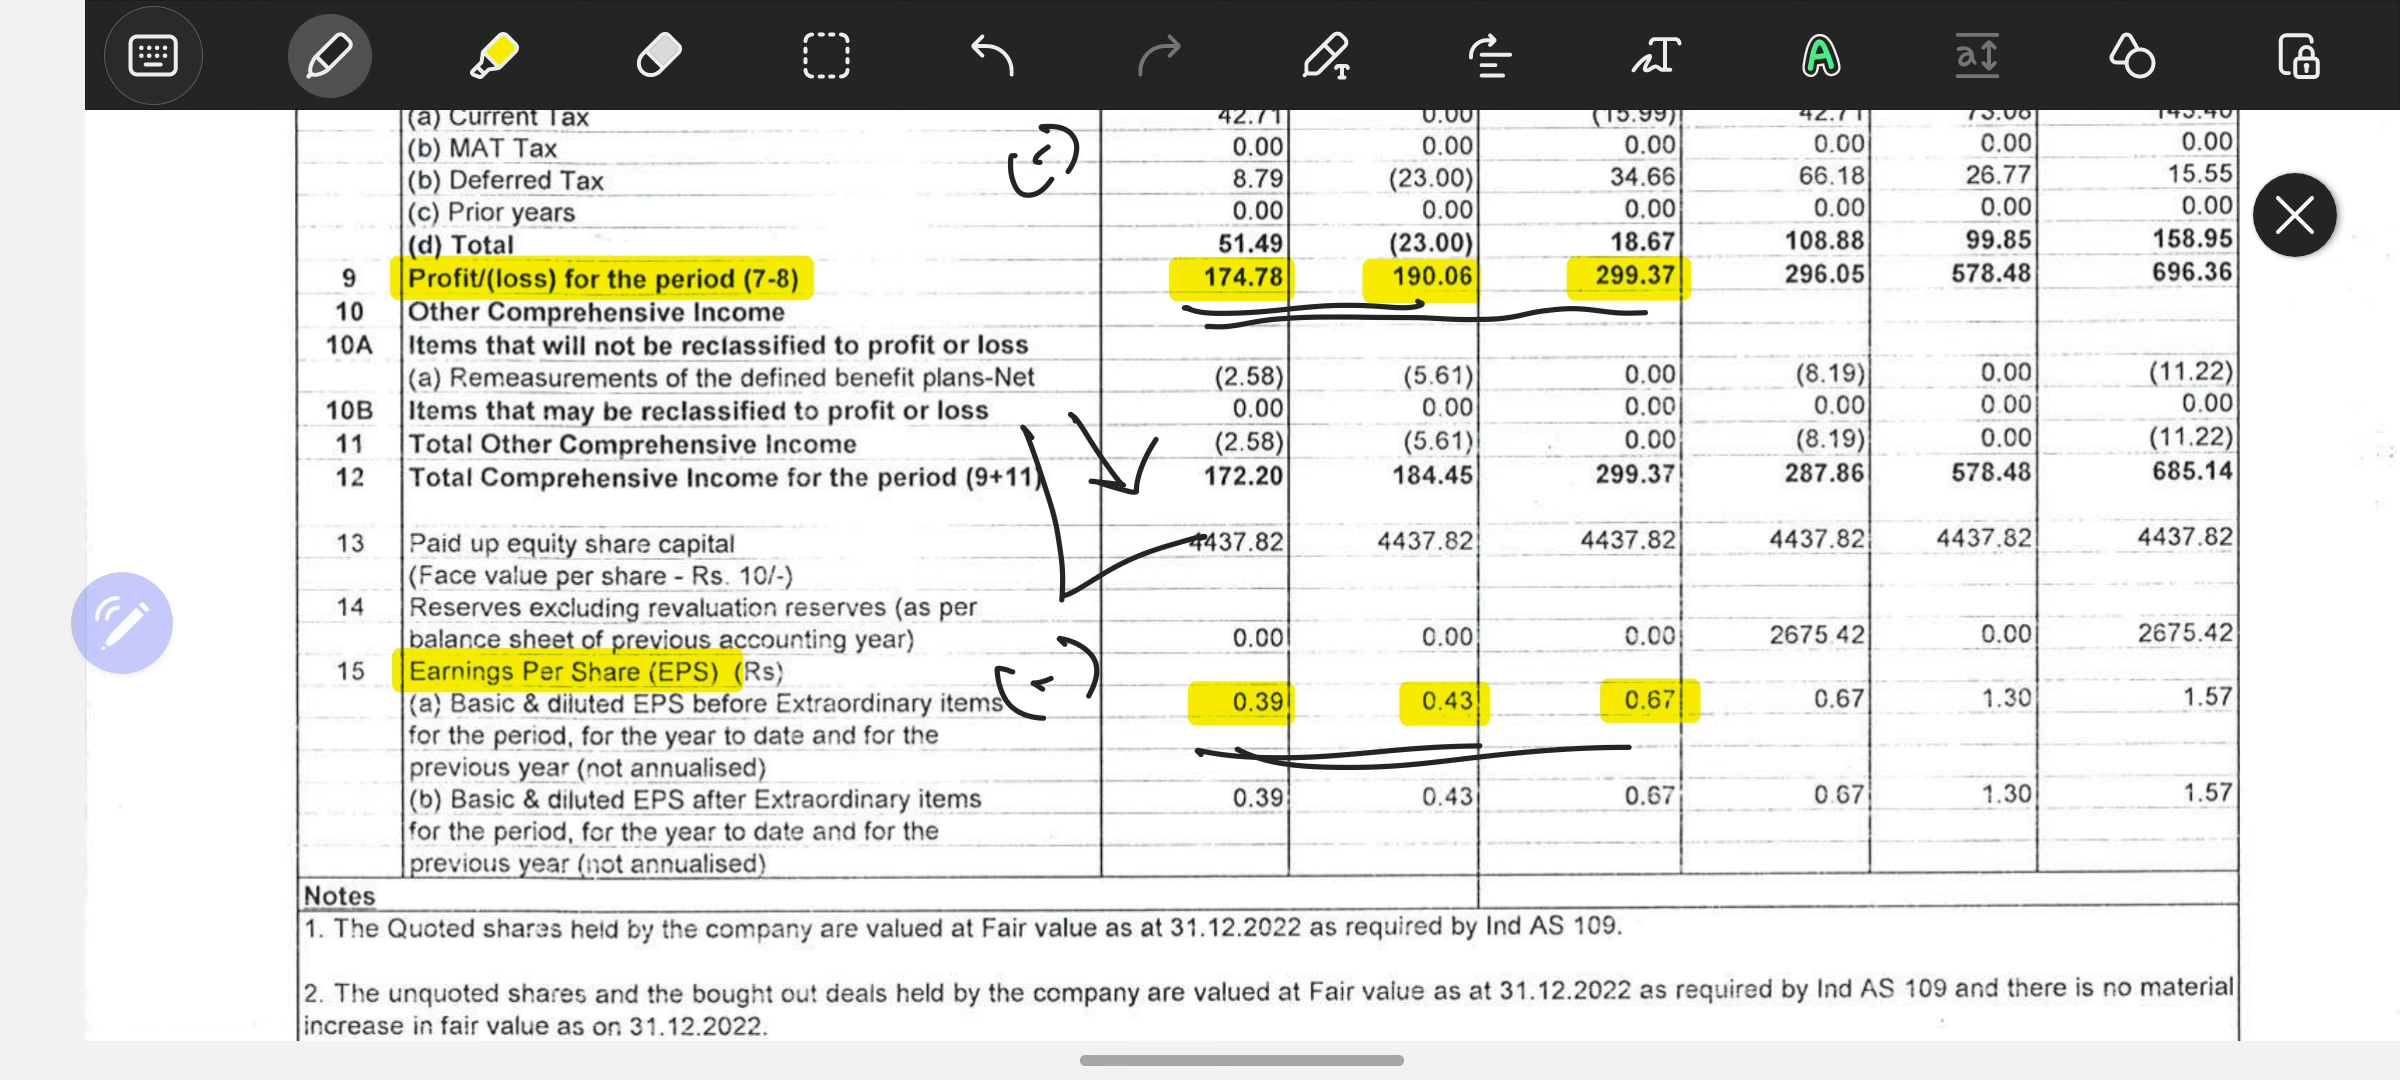 (a) Current Tax 42.71 0.00 (15.99) 42.71 73.08 143.40
(b) MAT Tax 0.00 0.00 0.00 0.00 0.00 0.00
(b) Deferred Tax 8.79 (23.00) 34.66 66.18 26.77 15.55
(c) Prior years 0.00 0.00 0.00 0.00 0.00 0.00
(d) Total 51.49 (23.00) 18.67 108.88 99.85 158.95
9 Profit/(loss) for the period (7-8) 174.78 190.06 299.37 296.05 578.48 696.36
10 Other Comprehensive Income
10A Items that will not be reclassified to profit or loss
(a) Remeasurements of the defined benefit plans-Net (2.58) (5.61) 0.00 (8.19) 0.00 (11.22)
10B Items that may be reclassified to profit or loss 0.00 0.00 0.00 0.00 0.00 0.00
11 Total Other Comprehensive Income (2.58) (5.61) 0.00 (8.19) 0.00 (11.22)
12 Total Comprehensive Income for the period (9+11) 172.20 184.45 299.37 287.86 578.48 685.14
13 Paid up equity share capital 4437.82 4437.82 4437.82 4437.82 4437.82 4437.82
(Face value per share - Rs. 10/-)
14 Reserves excluding revaluation reserves (as per
balance sheet of previous accounting year) 0.00 0.00 0.00 2675.42 0.00 2675.42
15 Earnings Per Share (EPS) (Rs)
(a) Basic & diluted EPS before Extraordinary items 0.39 0.43 0.67 0.67 1.30 1.57
for the period, for the year to date and for the
previous year (not annualised)
(b) Basic & diluted EPS after Extraordinary items 0.39 0.43 0.67 0.67 1.30 1.57
for the period, for the year to date and for the
previous year (not annualised)
Notes
1. The Quoted shares held by the company are valued at Fair value as at 31.12.2022 as required by Ind AS 109.
2. The unquoted shares and the bought out deals held by the company are valued at Fair value as at 31.12.2022 as required by Ind AS 109 and there is no material
increase in fair value as on 31.12.2022.